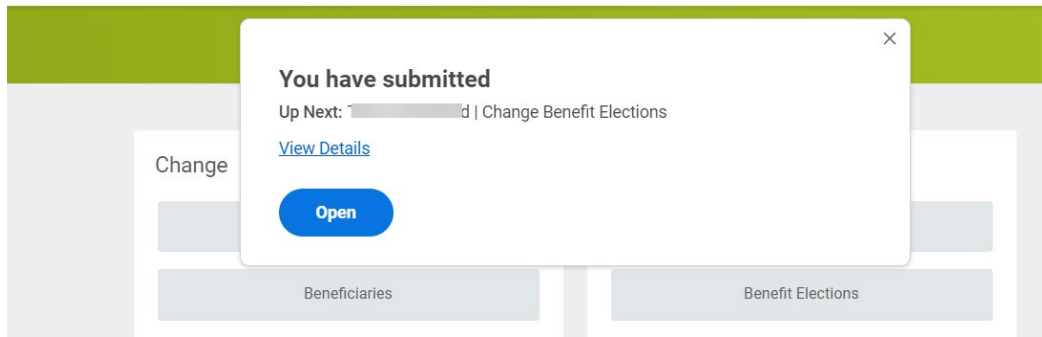 You have submitted
Up Next: d | Change Benefit Elections
View Details
Change
Open
Beneficiaries
Benefit Elections